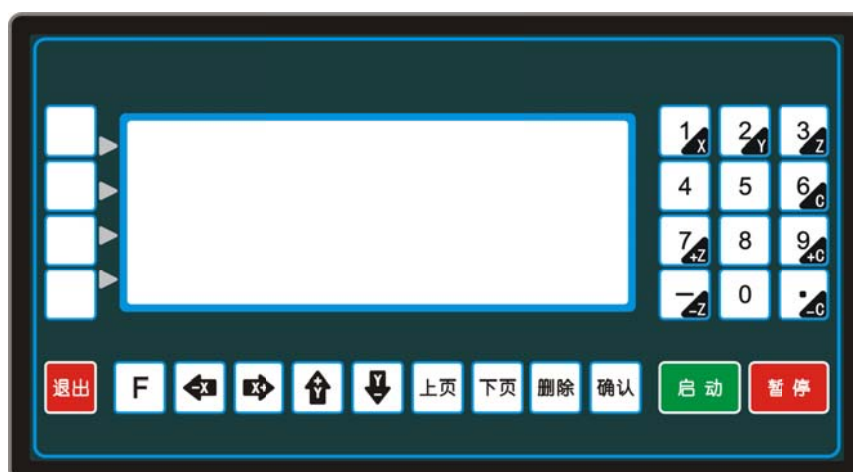 1 X 2 Y 3 Z
4 5 6 C
7 +Z 8 9 +C
— –Z 0 . –C
退出 F –X X+ +Y Y– 上页 下页 删除 确认 启动 暂停